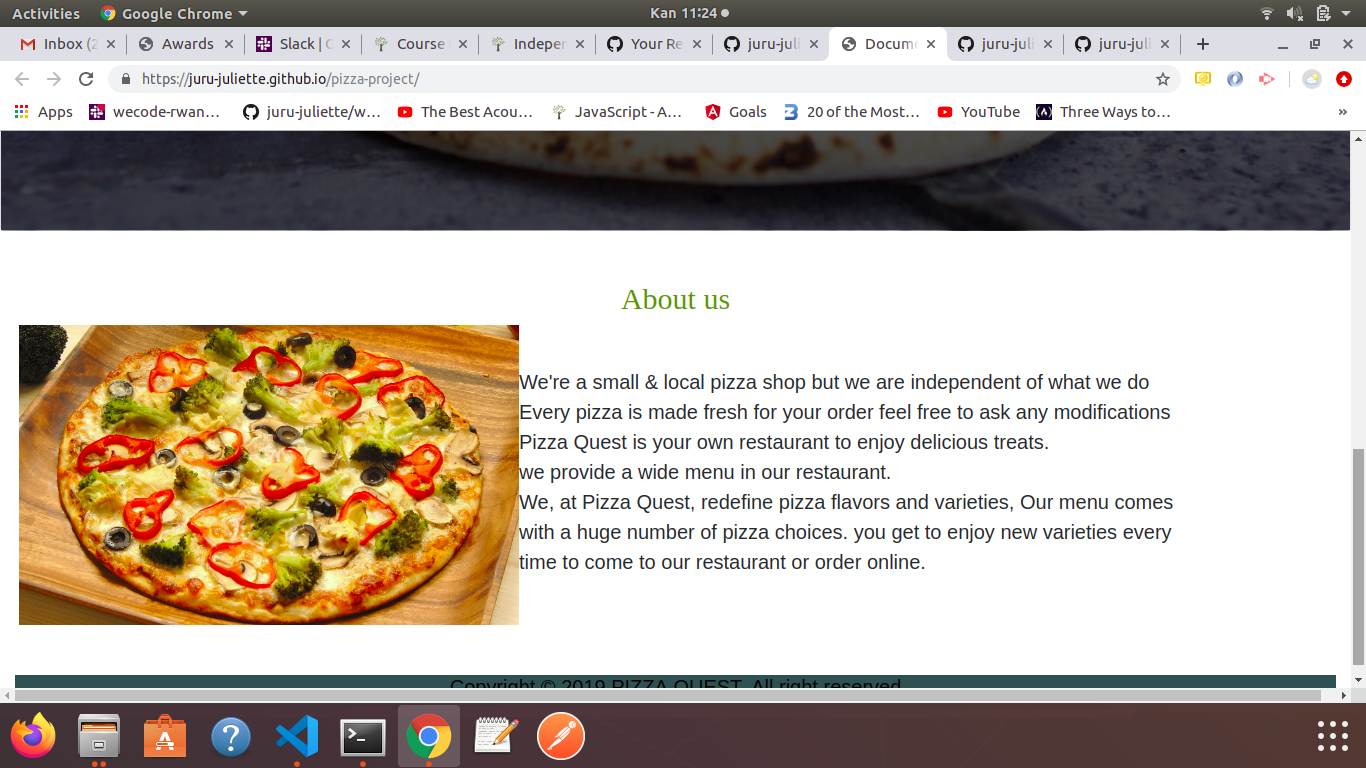 Activities Google Chrome Kan 11:24
Inbox (2 Awards Slack | C Course Indepen Your Re juru-juli Docume juru-juli juru-juli
https://juru-juliette.github.io/pizza-project/
Apps wecode-rwan... juru-juliette/w... The Best Acou... JavaScript - A... Goals 20 of the Most... YouTube Three Ways to... »
About us
We're a small & local pizza shop but we are independent of what we do
Every pizza is made fresh for your order feel free to ask any modifications
Pizza Quest is your own restaurant to enjoy delicious treats.
we provide a wide menu in our restaurant.
We, at Pizza Quest, redefine pizza flavors and varieties, Our menu comes
with a huge number of pizza choices. you get to enjoy new varieties every
time to come to our restaurant or order online.
Copyright © 2019 PIZZA QUEST. All right reserved